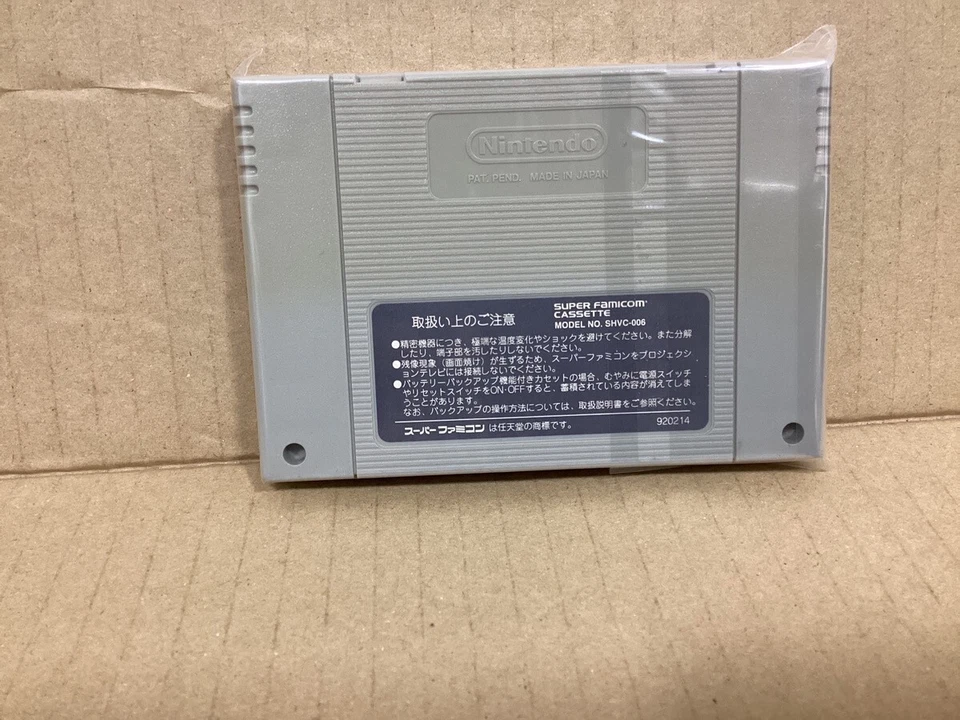 Nintendo
PAT. PEND. MADE IN JAPAN
取扱い上のご注意
SUPER FAMICOM
CASSETTE
MODEL NO. SHVC-006
●精密機器につき、極端な温度変化やショックを避けてください。また分解
したり、端子部を汚したりしないでください。
●残像現象（画面焼け）が生ずるため、スーパーファミコンをプロジェクシ
ョンテレビには接続しないでください。
●バッテリーバックアップ機能付きカセットの場合、むやみに電源スイッチ
やリセットスイッチをON・OFFすると、蓄積されている内容が消えてしま
うことがあります。
なお、バックアップの操作方法については、取扱説明書をご参照ください。
スーパーファミコン は任天堂の商標です。
920214